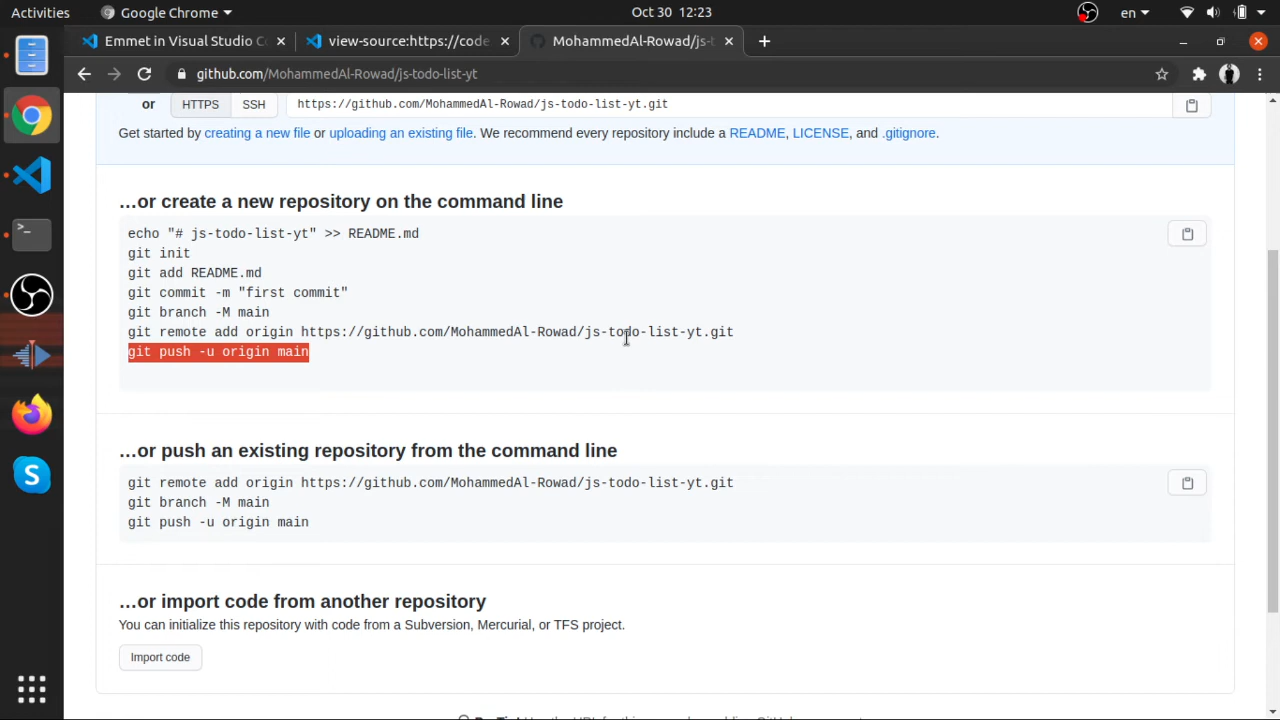 Activities
Google Chrome
Oct 30 12:23
en
Emmet in Visual Studio C
view-source:https://code
MohammedAl-Rowad/js-t
github.com/MohammedAl-Rowad/js-todo-list-yt
or
HTTPS
SSH
https://github.com/MohammedAl-Rowad/js-todo-list-yt.git
Get started by creating a new file or uploading an existing file. We recommend every repository include a README, LICENSE, and .gitignore.
…or create a new repository on the command line
echo "# js-todo-list-yt" >> README.md
git init
git add README.md
git commit -m "first commit"
git branch -M main
git remote add origin https://github.com/MohammedAl-Rowad/js-todo-list-yt.git
git push -u origin main
…or push an existing repository from the command line
git remote add origin https://github.com/MohammedAl-Rowad/js-todo-list-yt.git
git branch -M main
git push -u origin main
…or import code from another repository
You can initialize this repository with code from a Subversion, Mercurial, or TFS project.
Import code